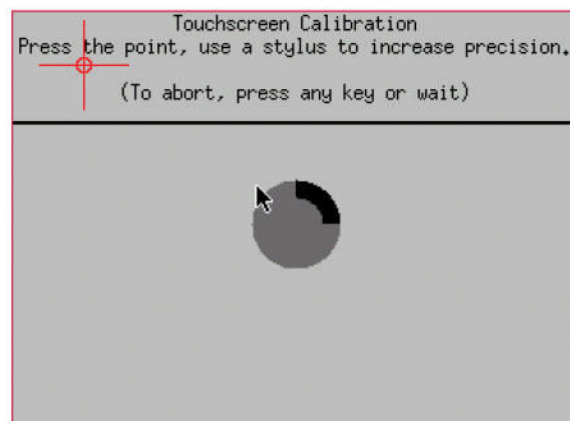 Touchscreen Calibration
Press the point, use a stylus to increase precision.
(To abort, press any key or wait)